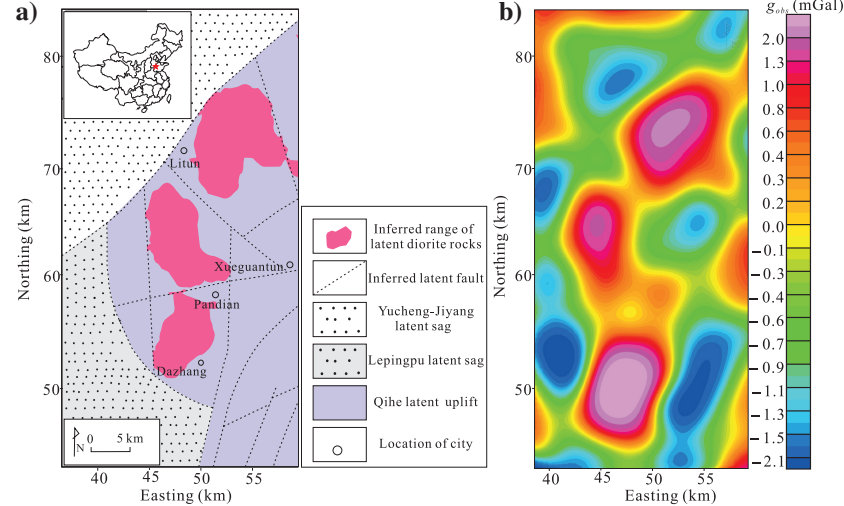 a)
80
70
60
50
Northing (km)
Litun
Xueguantun
Pandian
Dazhang
N
0 5 km
40 45 50 55
Easting (km)
Inferred range of
latent diorite rocks
Inferred latent fault
Yucheng-Jiyang
latent sag
Lepingpu latent sag
Qihe latent uplift
Location of city
b)
80
70
60
50
Northing (km)
40 45 50 55
Easting (km)
g_obs (mGal)
2.0
1.3
1.0
0.8
0.6
0.4
0.2
0.0
−0.1
−0.3
−0.4
−0.6
−0.7
−0.9
−1.1
−1.3
−1.5
−2.1